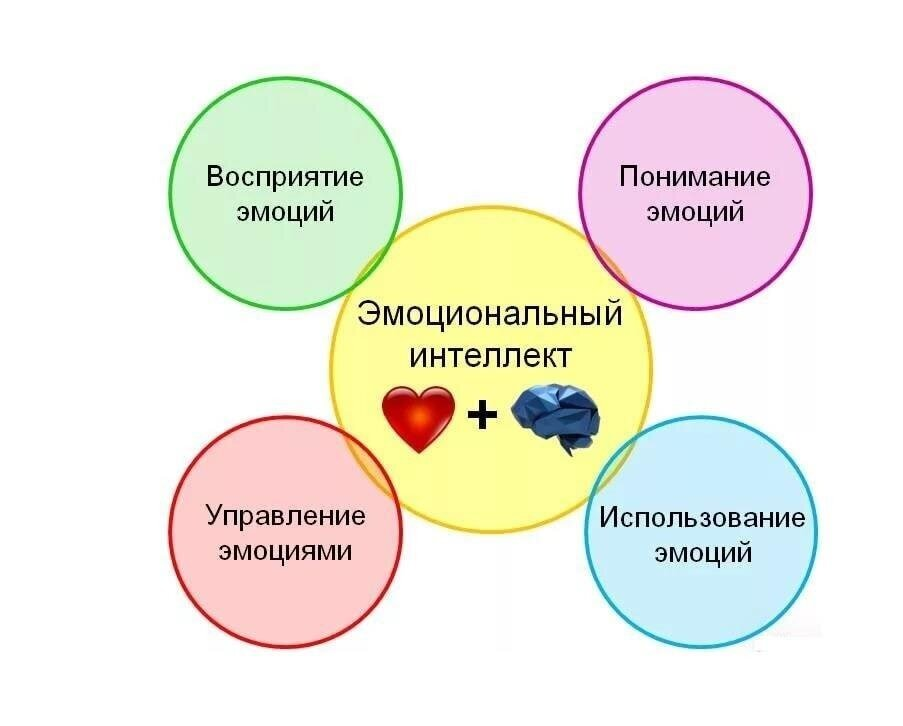 Восприятие
эмоций
Понимание
эмоций
Эмоциональный
интеллект
+
Управление
эмоциями
Использование
эмоций